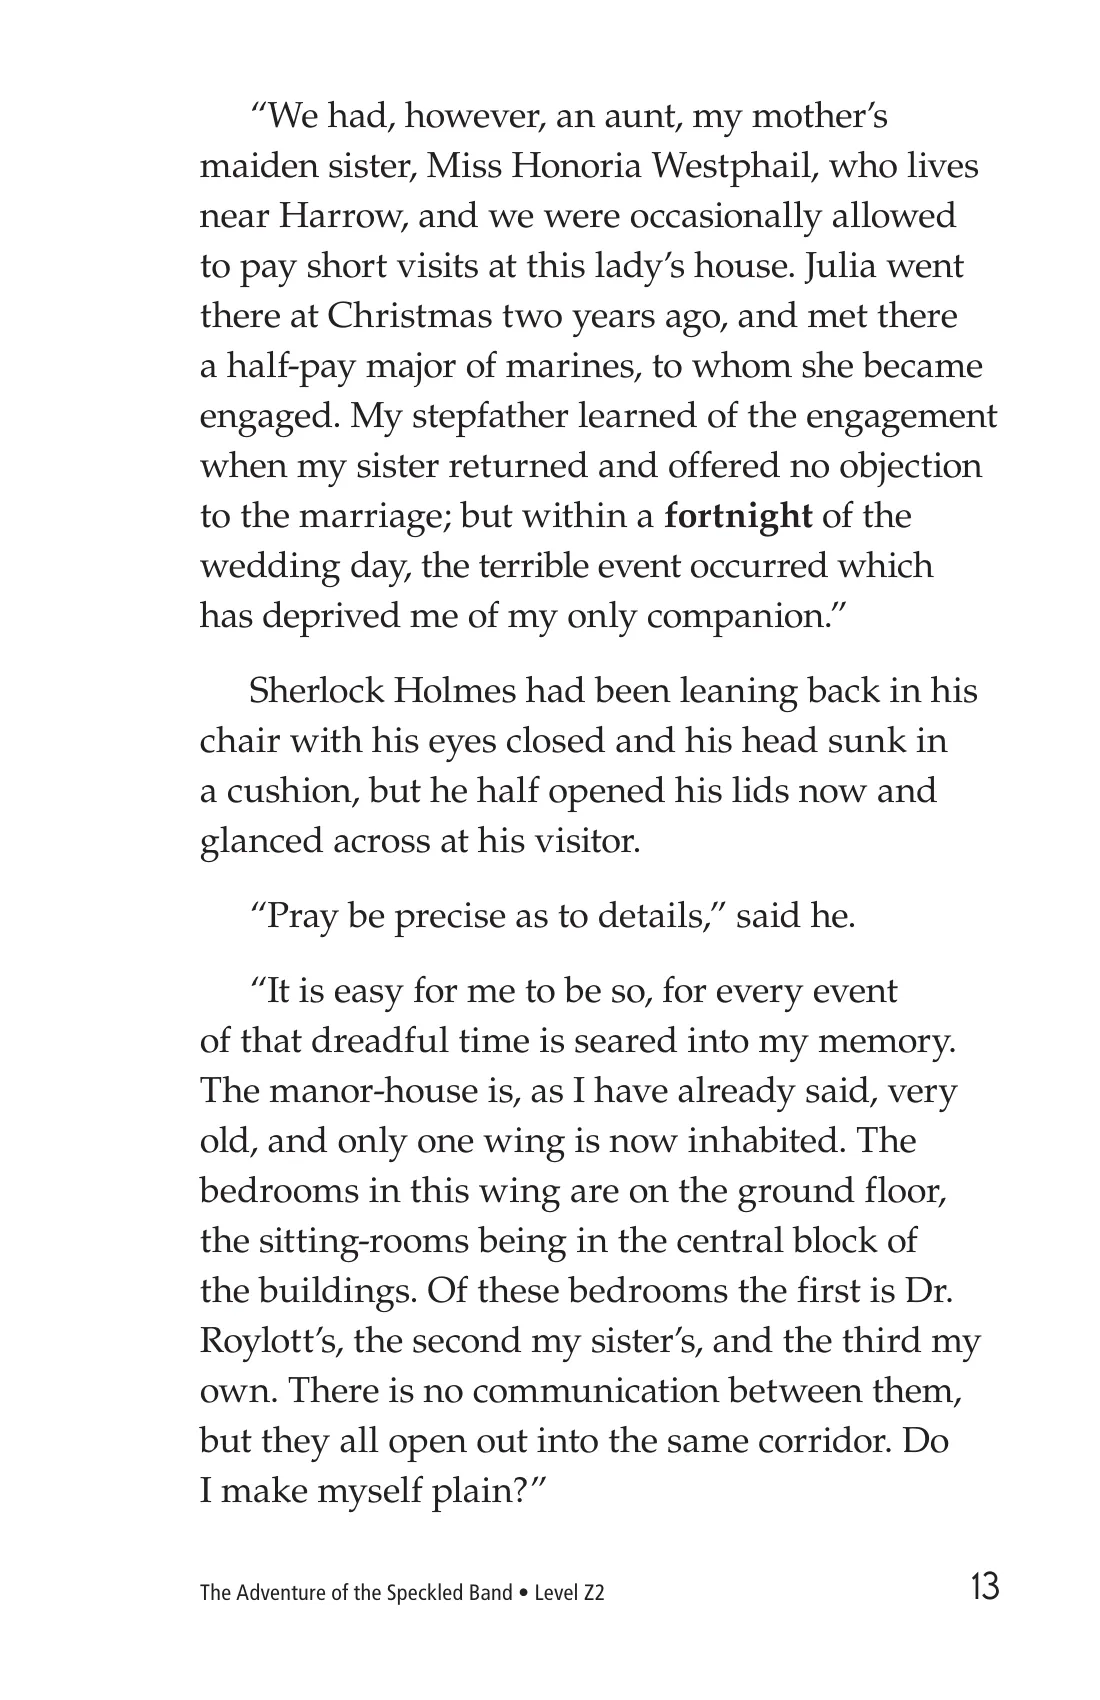 “We had, however, an aunt, my mother’s
maiden sister, Miss Honoria Westphail, who lives
near Harrow, and we were occasionally allowed
to pay short visits at this lady’s house. Julia went
there at Christmas two years ago, and met there
a half-pay major of marines, to whom she became
engaged. My stepfather learned of the engagement
when my sister returned and offered no objection
to the marriage; but within a fortnight of the
wedding day, the terrible event occurred which
has deprived me of my only companion.”
Sherlock Holmes had been leaning back in his
chair with his eyes closed and his head sunk in
a cushion, but he half opened his lids now and
glanced across at his visitor.
“Pray be precise as to details,” said he.
“It is easy for me to be so, for every event
of that dreadful time is seared into my memory.
The manor-house is, as I have already said, very
old, and only one wing is now inhabited. The
bedrooms in this wing are on the ground floor,
the sitting-rooms being in the central block of
the buildings. Of these bedrooms the first is Dr.
Roylott’s, the second my sister’s, and the third my
own. There is no communication between them,
but they all open out into the same corridor. Do
I make myself plain?”
The Adventure of the Speckled Band • Level Z2 13